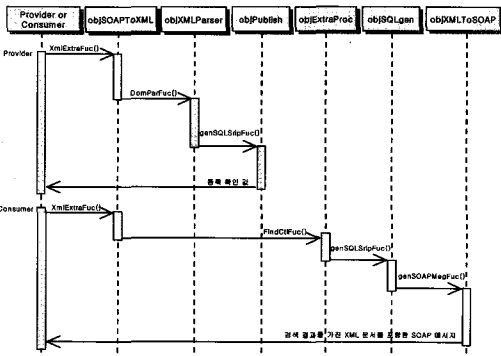 Provider or
Consumer
objSOAPToXML
objXMLParser
objPublish
objExtraProc
objSQLgen
objXMLToSOAP
Provider
XmlExtraFuc()
DomParFuc()
genSQLSripFuc()
등록 확인 값
Consumer
XmlExtraFuc()
FindCtlFuc()
genSQLSripFuc()
genSOAPMegFuc()
검색 결과를 가진 XML 문서를 포함한 SOAP 메시지